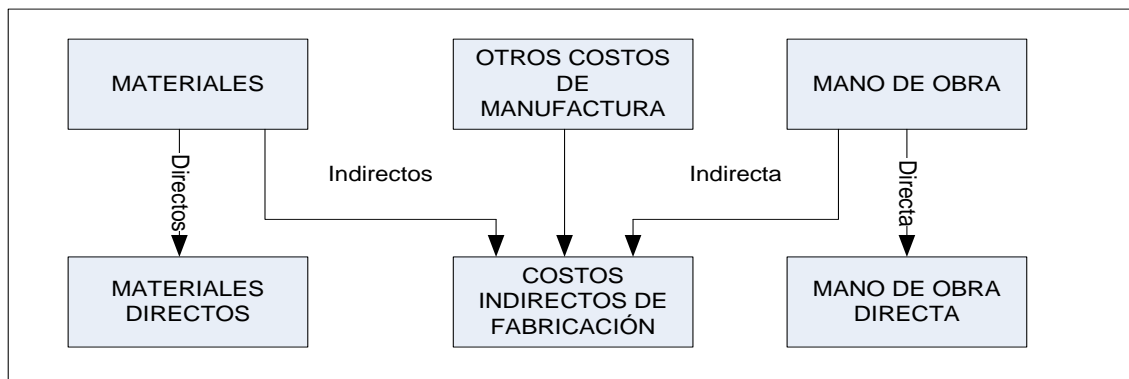 MATERIALES
OTROS COSTOS
DE
MANUFACTURA
MANO DE OBRA
Directos
Indirectos
Indirecta
Directa
MATERIALES
DIRECTOS
COSTOS
INDIRECTOS DE
FABRICACIÓN
MANO DE OBRA
DIRECTA